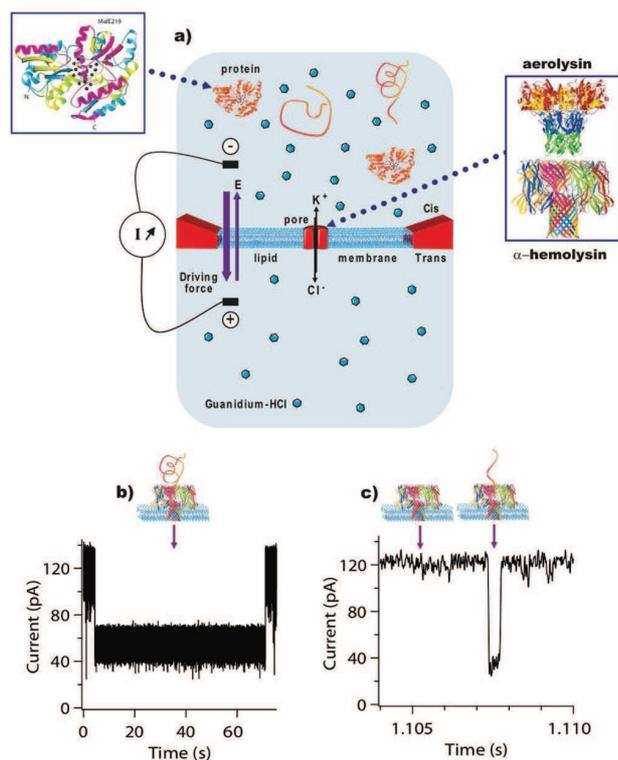 MalE219
N
C
a)
protein
aerolysin
-
E
I
K+
pore
Cis
lipid
membrane
Trans
Driving
force
Cl-
+
α-hemolysin
Guanidium-HCl
b)
c)
120
80
40
0
Current (pA)
0 20 40 60
Time (s)
120
80
40
0
Current (pA)
1.105 1.110
Time (s)